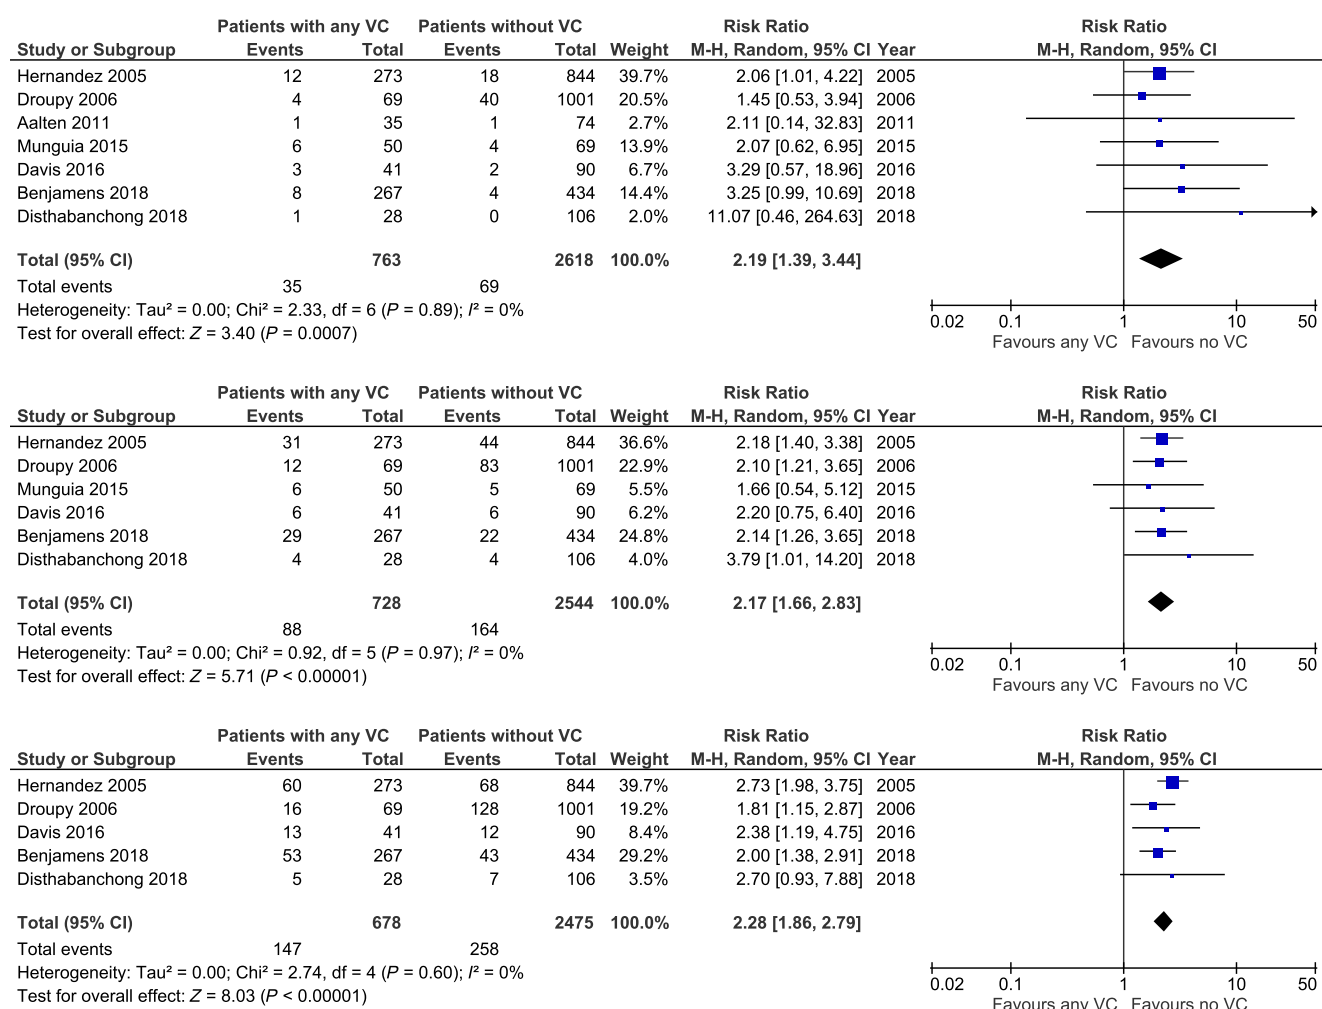 Patients with any VC Patients without VC Risk Ratio Risk Ratio
Study or Subgroup Events Total Events Total Weight M-H, Random, 95% CI Year M-H, Random, 95% CI
Hernandez 2005 12 273 18 844 39.7% 2.06 [1.01, 4.22] 2005
Droupy 2006 4 69 40 1001 20.5% 1.45 [0.53, 3.94] 2006
Aalten 2011 1 35 1 74 2.7% 2.11 [0.14, 32.83] 2011
Munguia 2015 6 50 4 69 13.9% 2.07 [0.62, 6.95] 2015
Davis 2016 3 41 2 90 6.7% 3.29 [0.57, 18.96] 2016
Benjamens 2018 8 267 4 434 14.4% 3.25 [0.99, 10.69] 2018
Disthabanchong 2018 1 28 0 106 2.0% 11.07 [0.46, 264.63] 2018
Total (95% CI) 763 2618 100.0% 2.19 [1.39, 3.44]
Total events 35 69
Heterogeneity: Tau² = 0.00; Chi² = 2.33, df = 6 (P = 0.89); I² = 0%
Test for overall effect: Z = 3.40 (P = 0.0007)
0.02 0.1 1 10 50
Favours any VC Favours no VC
Patients with any VC Patients without VC Risk Ratio Risk Ratio
Study or Subgroup Events Total Events Total Weight M-H, Random, 95% CI Year M-H, Random, 95% CI
Hernandez 2005 31 273 44 844 36.6% 2.18 [1.40, 3.38] 2005
Droupy 2006 12 69 83 1001 22.9% 2.10 [1.21, 3.65] 2006
Munguia 2015 6 50 5 69 5.5% 1.66 [0.54, 5.12] 2015
Davis 2016 6 41 6 90 6.2% 2.20 [0.75, 6.40] 2016
Benjamens 2018 29 267 22 434 24.8% 2.14 [1.26, 3.65] 2018
Disthabanchong 2018 4 28 4 106 4.0% 3.79 [1.01, 14.20] 2018
Total (95% CI) 728 2544 100.0% 2.17 [1.66, 2.83]
Total events 88 164
Heterogeneity: Tau² = 0.00; Chi² = 0.92, df = 5 (P = 0.97); I² = 0%
Test for overall effect: Z = 5.71 (P < 0.00001)
0.02 0.1 1 10 50
Favours any VC Favours no VC
Patients with any VC Patients without VC Risk Ratio Risk Ratio
Study or Subgroup Events Total Events Total Weight M-H, Random, 95% CI Year M-H, Random, 95% CI
Hernandez 2005 60 273 68 844 39.7% 2.73 [1.98, 3.75] 2005
Droupy 2006 16 69 128 1001 19.2% 1.81 [1.15, 2.87] 2006
Davis 2016 13 41 12 90 8.4% 2.38 [1.19, 4.75] 2016
Benjamens 2018 53 267 43 434 29.2% 2.00 [1.38, 2.91] 2018
Disthabanchong 2018 5 28 7 106 3.5% 2.70 [0.93, 7.88] 2018
Total (95% CI) 678 2475 100.0% 2.28 [1.86, 2.79]
Total events 147 258
Heterogeneity: Tau² = 0.00; Chi² = 2.74, df = 4 (P = 0.60); I² = 0%
Test for overall effect: Z = 8.03 (P < 0.00001)
0.02 0.1 1 10 50
Favours any VC Favours no VC